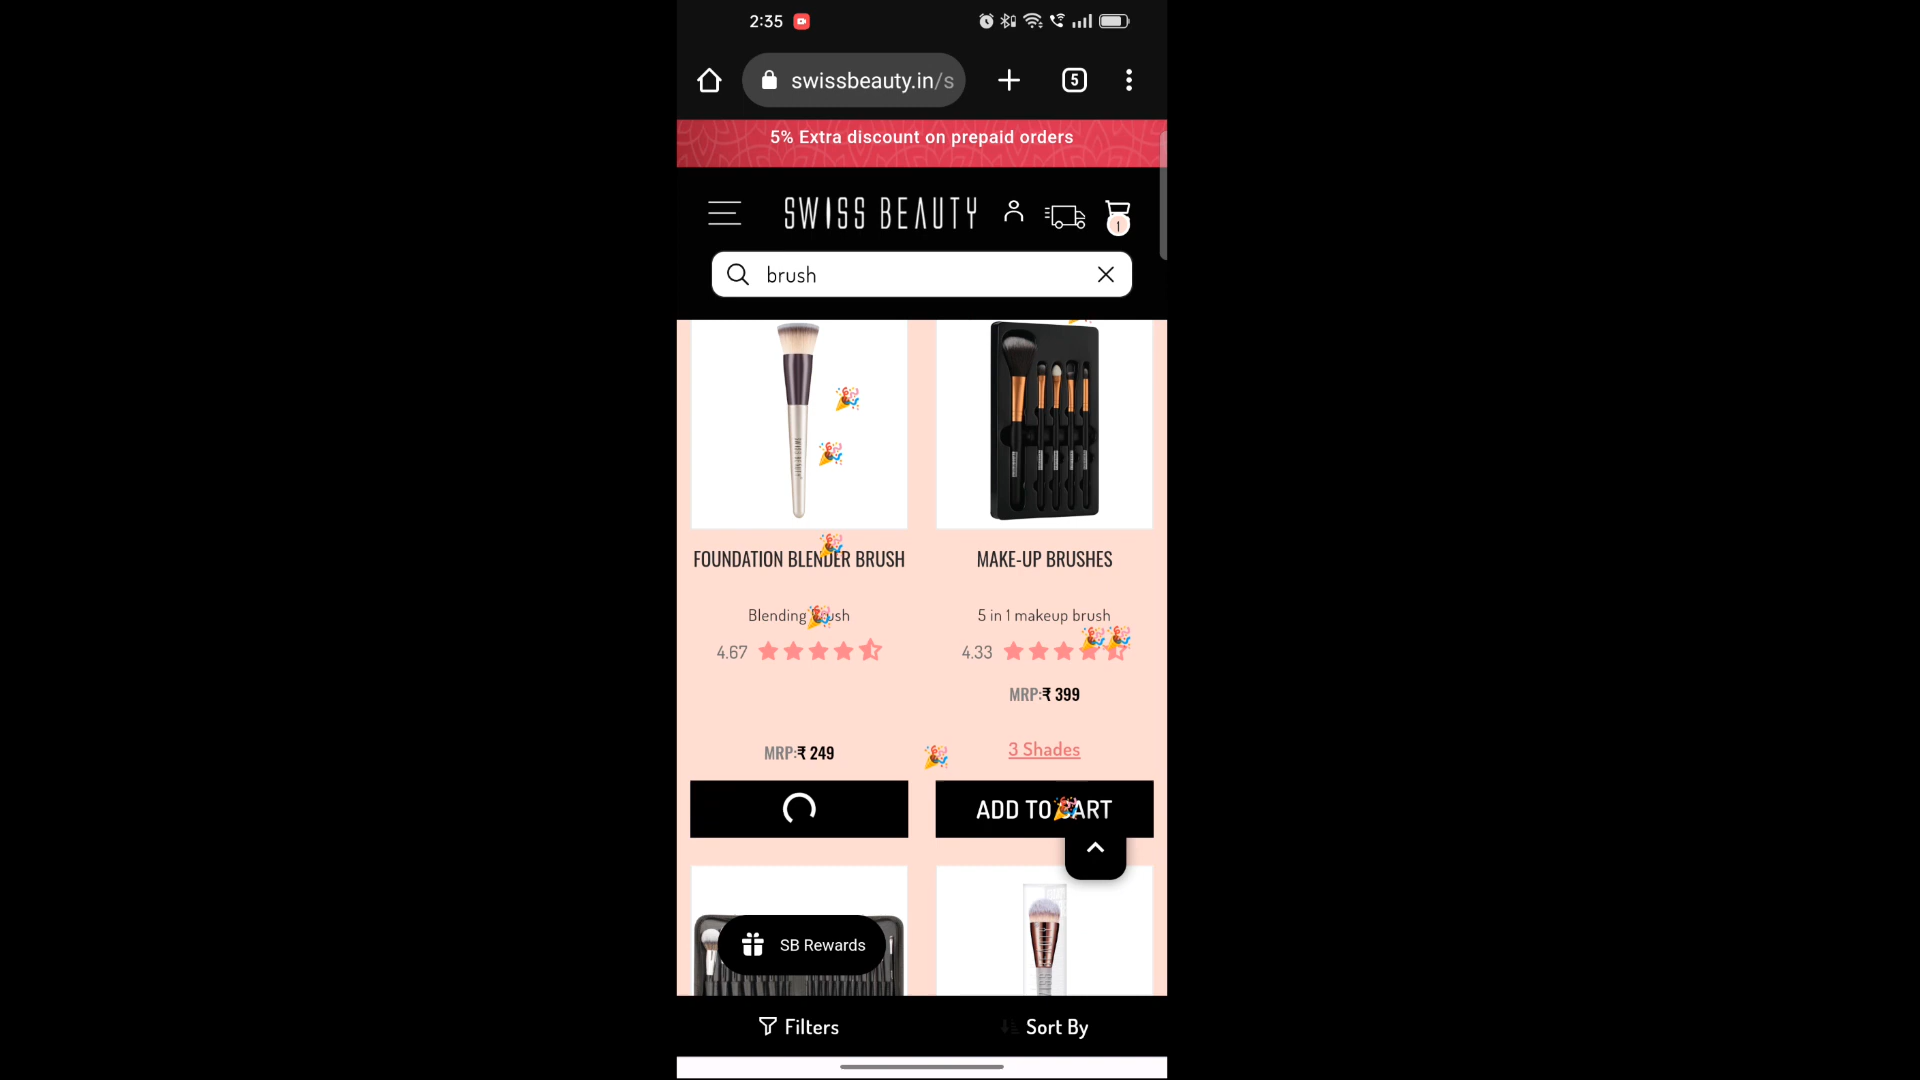 2:35
swissbeauty.in/s
5
5% Extra discount on prepaid orders
SWISS BEAUTY
1
brush
SWISS BEAUTY
FOUNDATION BLENDER BRUSH
MAKE-UP BRUSHES
Blending
5 in 1 makeup brush
4.67
4.33
MRP:₹ 399
MRP:₹ 249
3 Shades
ADD TO CART
SB Rewards
Filters
Sort By